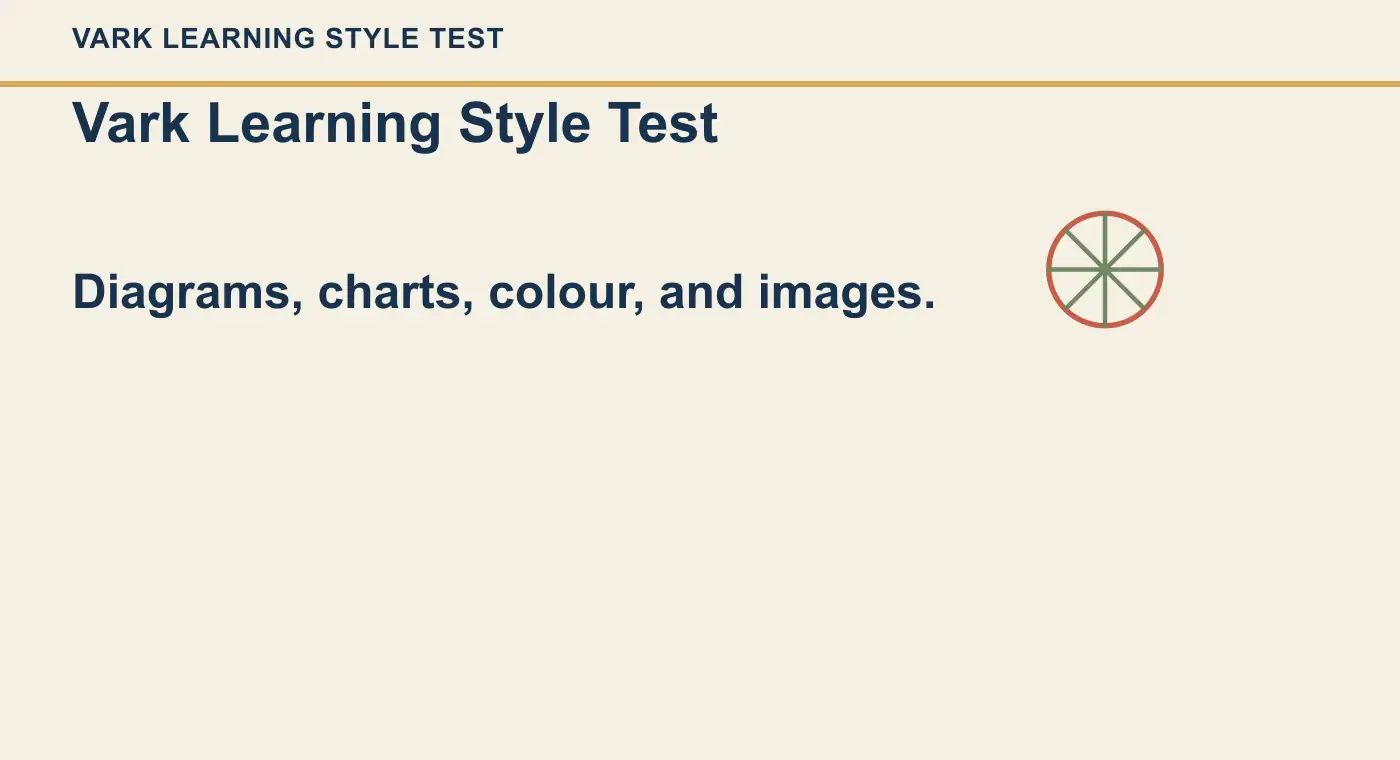 VARK LEARNING STYLE TEST
Vark Learning Style Test
Diagrams, charts, colour, and images.